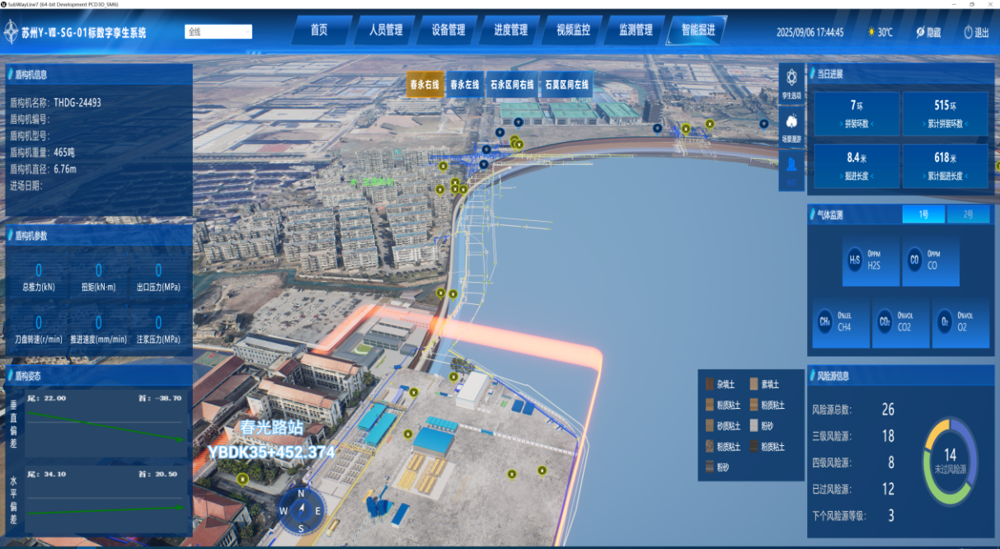 SubWayLine7 (64-bit Development PCD3D_SM6)
苏州Y-Ⅶ-SG-01标数字孪生系统
全线
首页
人员管理
设备管理
进度管理
视频监控
监测管理
智能掘进
2025/09/06 17:44:45
30℃
隐藏
退出
盾构机信息
盾构机名称: THDG-24493
盾构机编号:
盾构机型号:
盾构机重量: 465吨
盾构机直径: 6.76m
进场日期:
盾构机参数
0
总推力(kN)
0
扭矩(kN·m)
0
出口压力(MPa)
0
刀盘转速(r/min)
0
推进速度(mm/min)
0
注浆压力(MPa)
盾构姿态
垂直偏差
尾: 22.00
首: -38.70
水平偏差
尾: 34.10
首: 20.50
春永右线
春永左线
石永区间右线
石莫区间左线
春光路站
YBDK35+452.374
N
W
E
S
孪生选项
场景漫游
当日进展
7环
拼装环数
515环
累计拼装环数
8.4米
掘进长度
618米
累计掘进长度
气体监测
1号
2号
H₂S
0PPM
H2S
CO
0PPM
CO
CH₄
0%LEL
CH4
CO₂
0%VOL
CO2
O₂
0%VOL
O2
杂填土
素填土
粉质粘土
粉质粘土
砂质粘土
粉砂
粉质粘土
粉质粘土
粉砂
风险源信息
风险源总数: 26
三级风险源: 18
四级风险源: 8
已过风险源: 12
下个风险源等级: 3
14
未过风险源